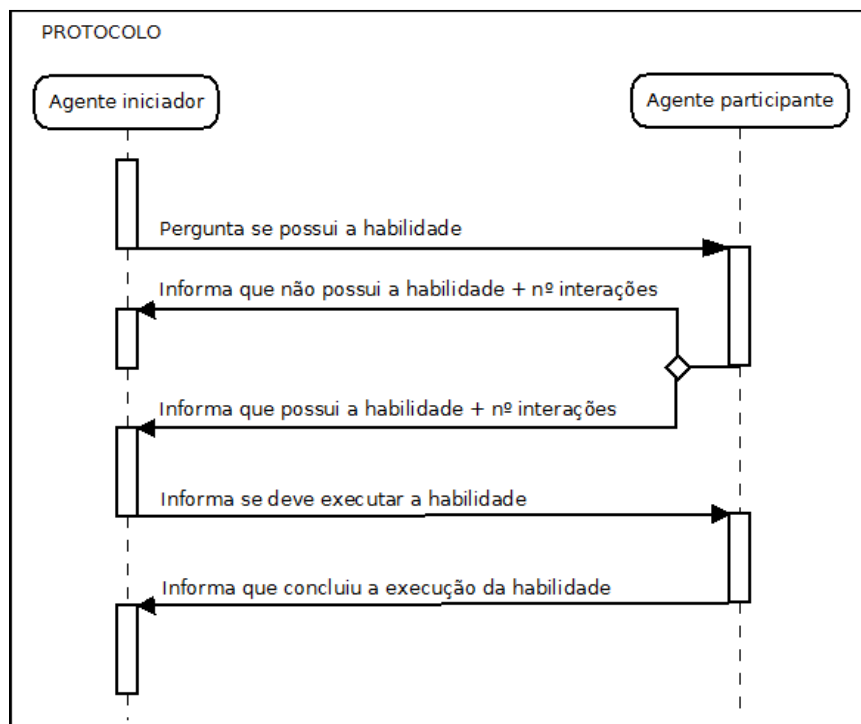 PROTOCOLO
Agente iniciador
Agente participante
Pergunta se possui a habilidade
Informa que não possui a habilidade + nº interações
Informa que possui a habilidade + nº interações
Informa se deve executar a habilidade
Informa que concluiu a execução da habilidade